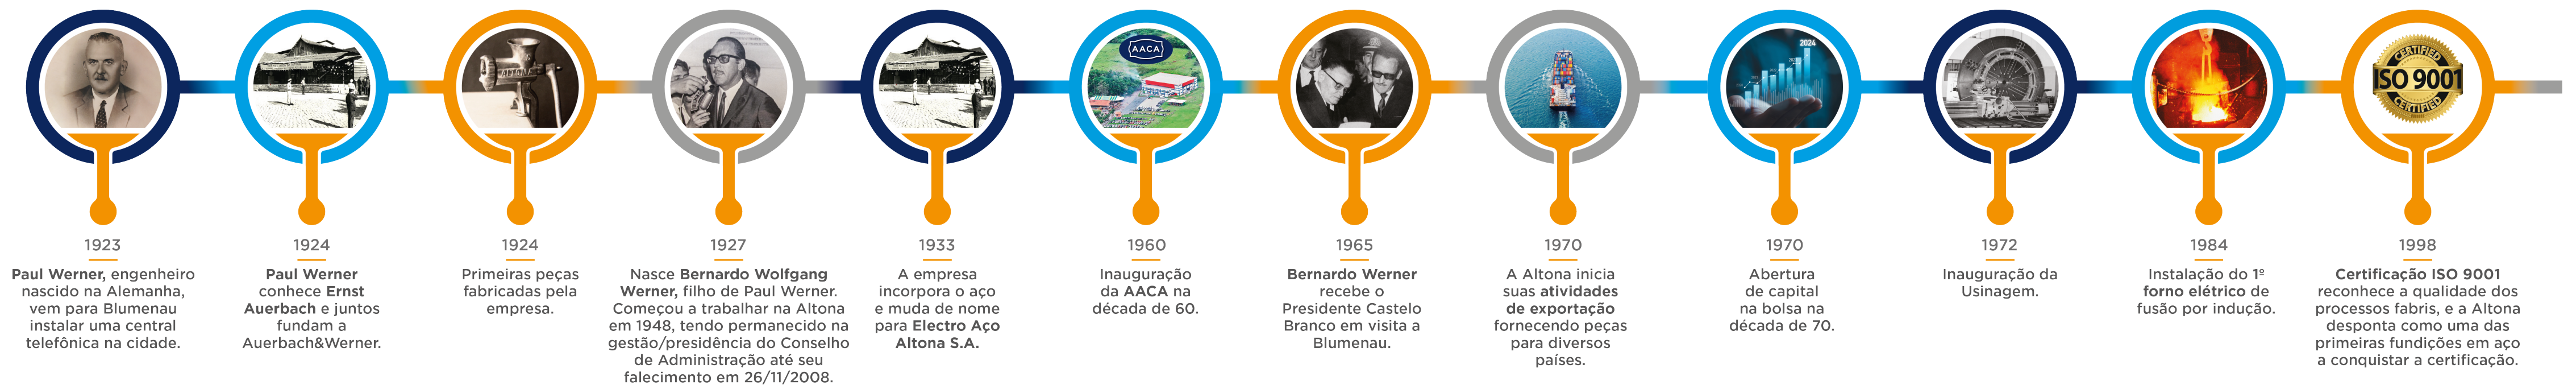 AACA
ALTONA
2024
CERTIFIED
ISO 9001
CERTIFIED
1923
Paul Werner, engenheiro
nascido na Alemanha,
vem para Blumenau
instalar uma central
telefônica na cidade.
1924
Paul Werner
conhece Ernst
Auerbach e juntos
fundam a
Auerbach&Werner.
1924
Primeiras peças
fabricadas pela
empresa.
1927
Nasce Bernardo Wolfgang
Werner, filho de Paul Werner.
Começou a trabalhar na Altona
em 1948, tendo permanecido na
gestão/presidência do Conselho
de Administração até seu
falecimento em 26/11/2008.
1933
A empresa
incorpora o aço
e muda de nome
para Electro Aço
Altona S.A.
1960
Inauguração
da AACA na
década de 60.
1965
Bernardo Werner
recebe o
Presidente Castelo
Branco em visita a
Blumenau.
1970
A Altona inicia
suas atividades
de exportação
fornecendo peças
para diversos
países.
1970
Abertura
de capital
na bolsa na
década de 70.
1972
Inauguração da
Usinagem.
1984
Instalação do 1º
forno elétrico de
fusão por indução.
1998
Certificação ISO 9001
reconhece a qualidade dos
processos fabris, e a Altona
desponta como uma das
primeiras fundições em aço
a conquistar a certificação.